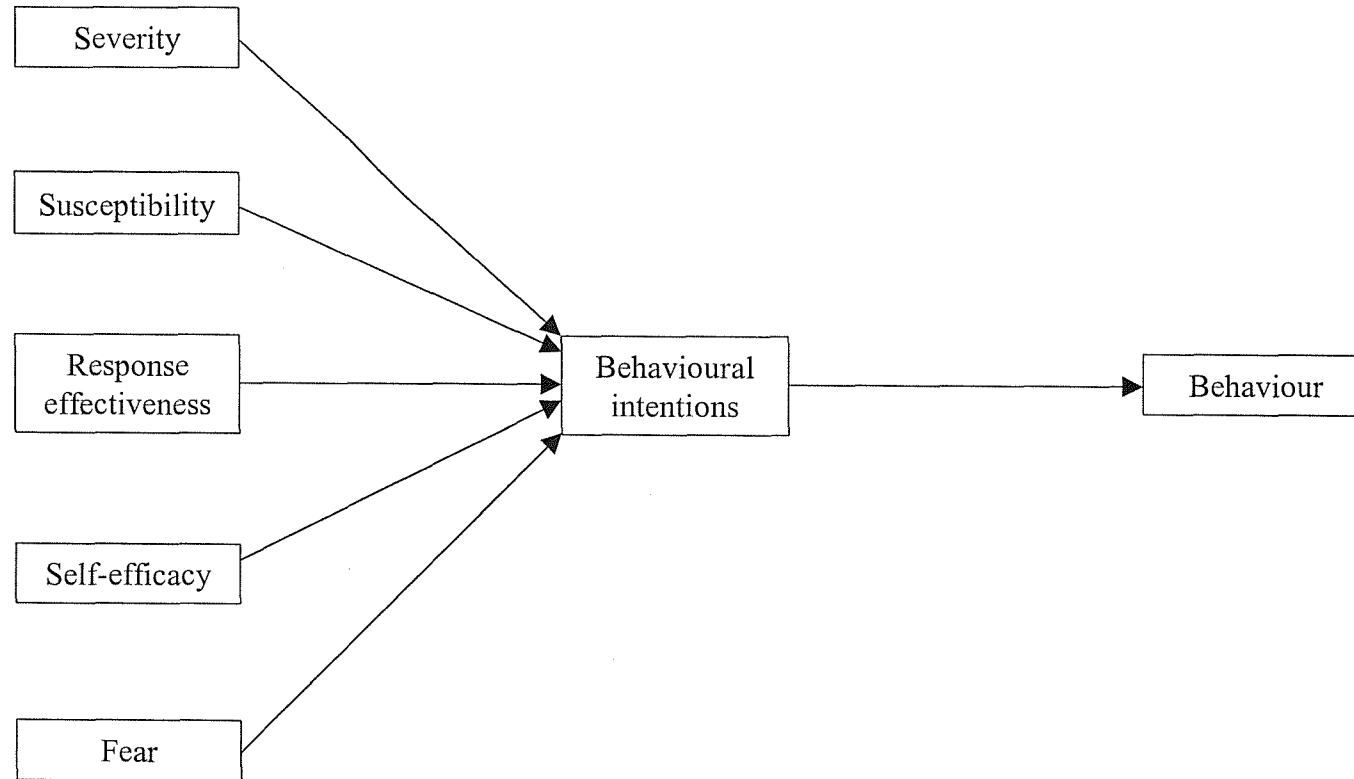 Severity
Susceptibility
Response
effectiveness
Self-efficacy
Fear
Behavioural
intentions
Behaviour